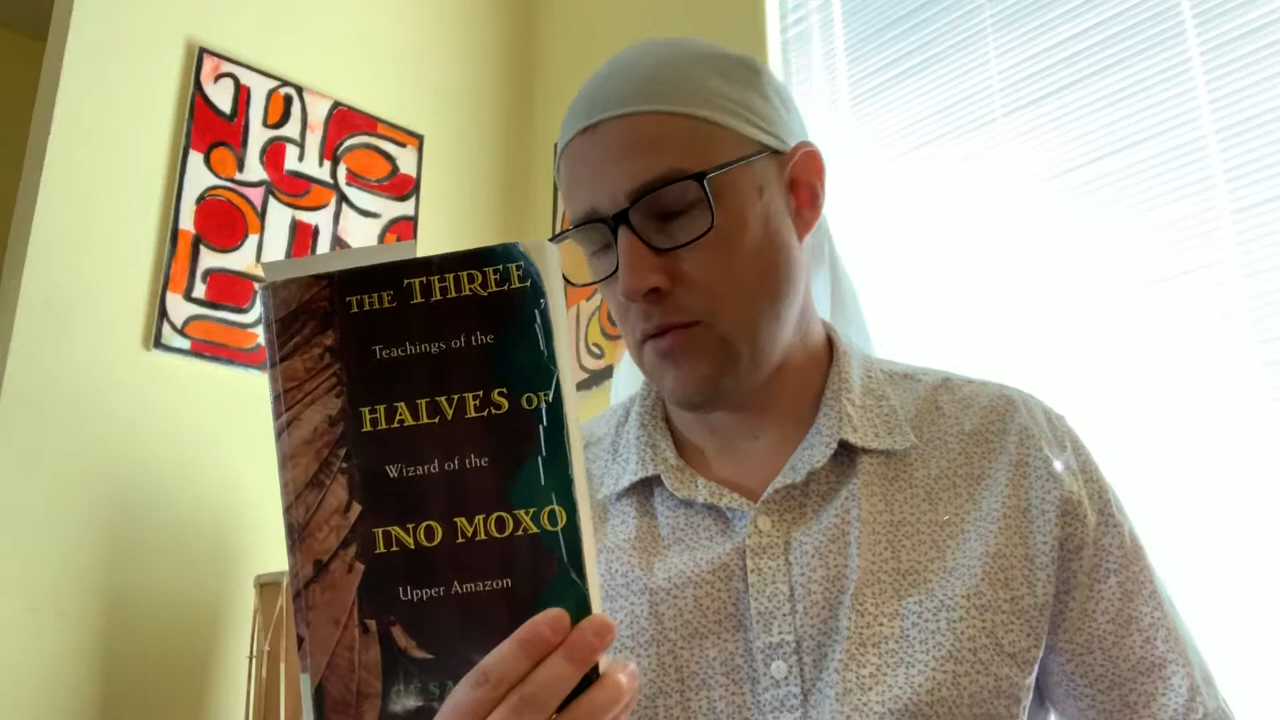 THE THREE
Teachings of the
HALVES OF
Wizard of the
INO MOXO
Upper Amazon